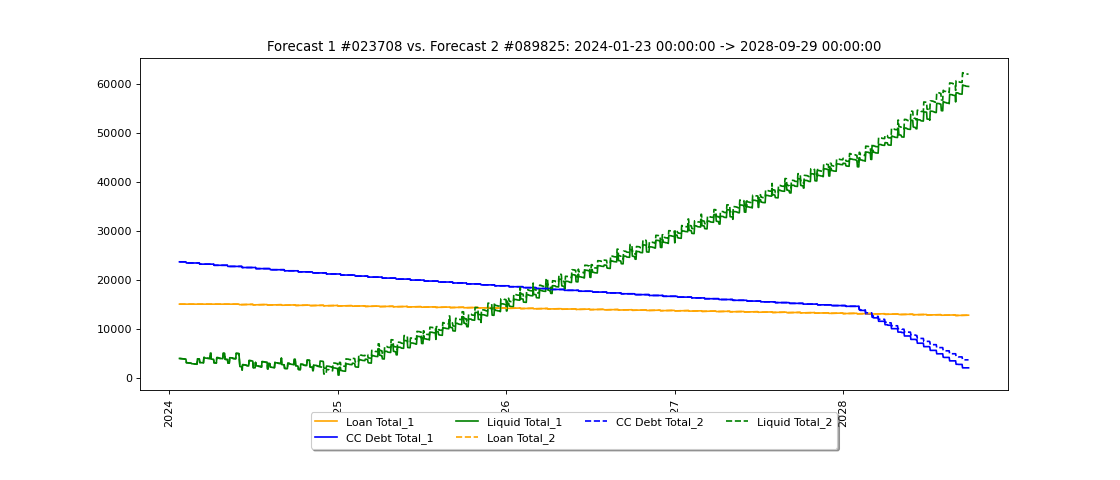 Forecast 1 #023708 vs. Forecast 2 #089825: 2024-01-23 00:00:00 -> 2028-09-29 00:00:00
60000
50000
40000
30000
20000
10000
0
2024
25
26
27
2028
Loan Total_1
Liquid Total_1
CC Debt Total_2
Liquid Total_2
CC Debt Total_1
Loan Total_2